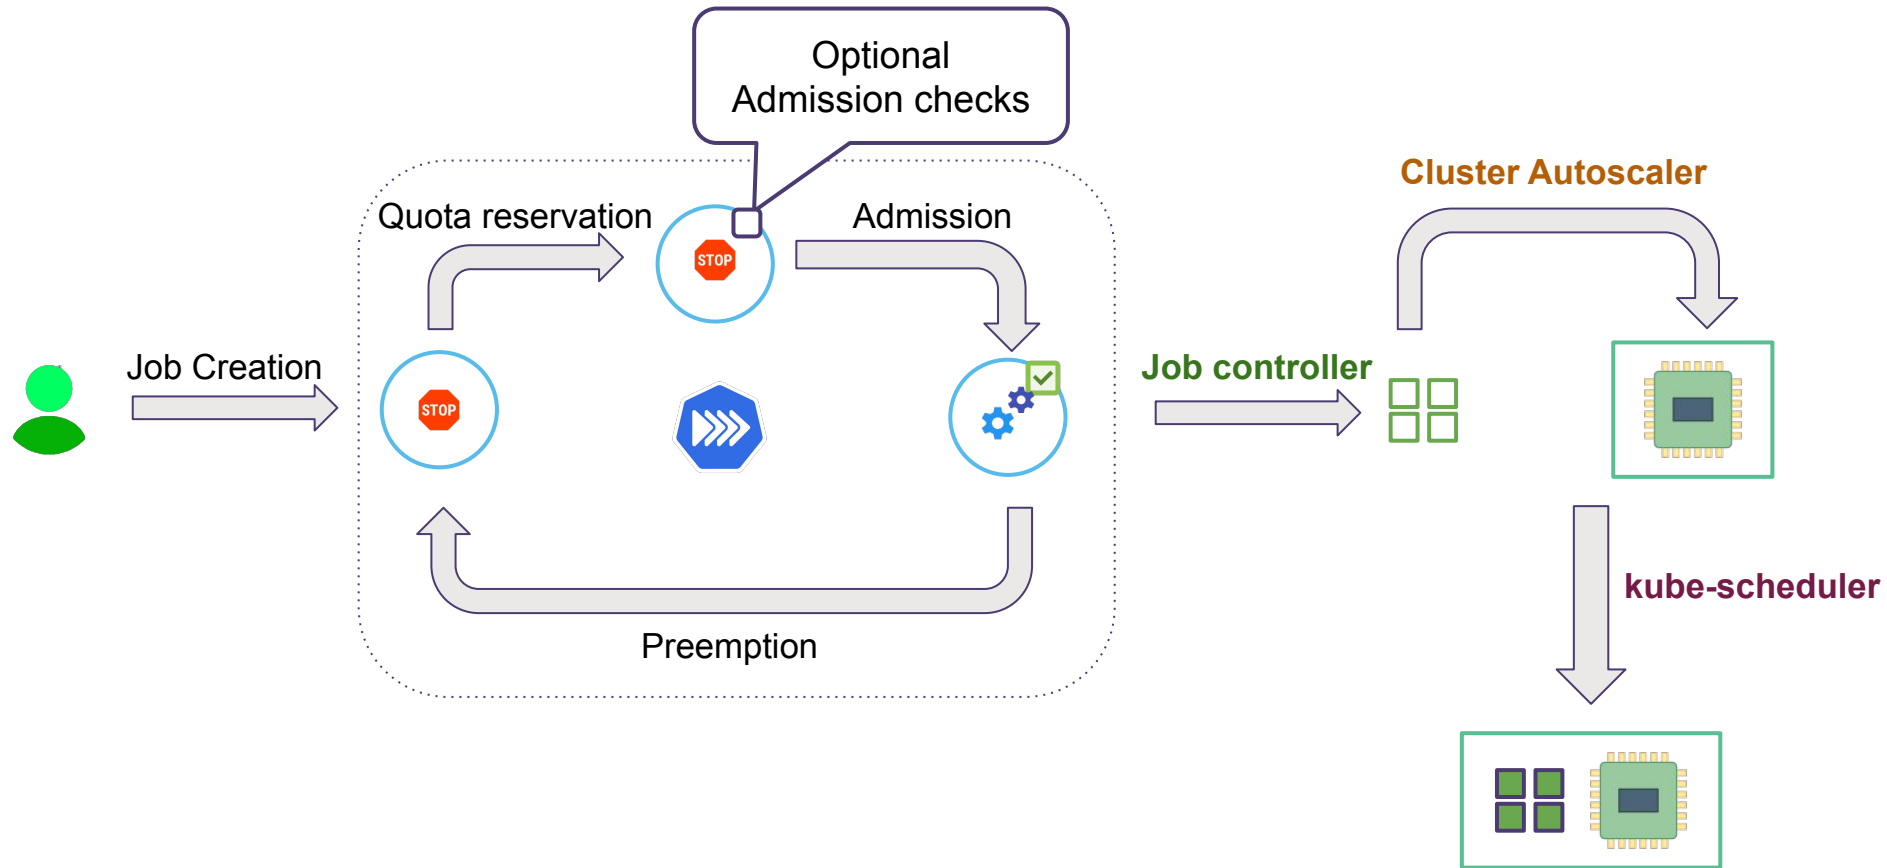 Optional
Admission checks
Cluster Autoscaler
Quota reservation
Admission
STOP
Job Creation
Job controller
STOP
Preemption
kube-scheduler